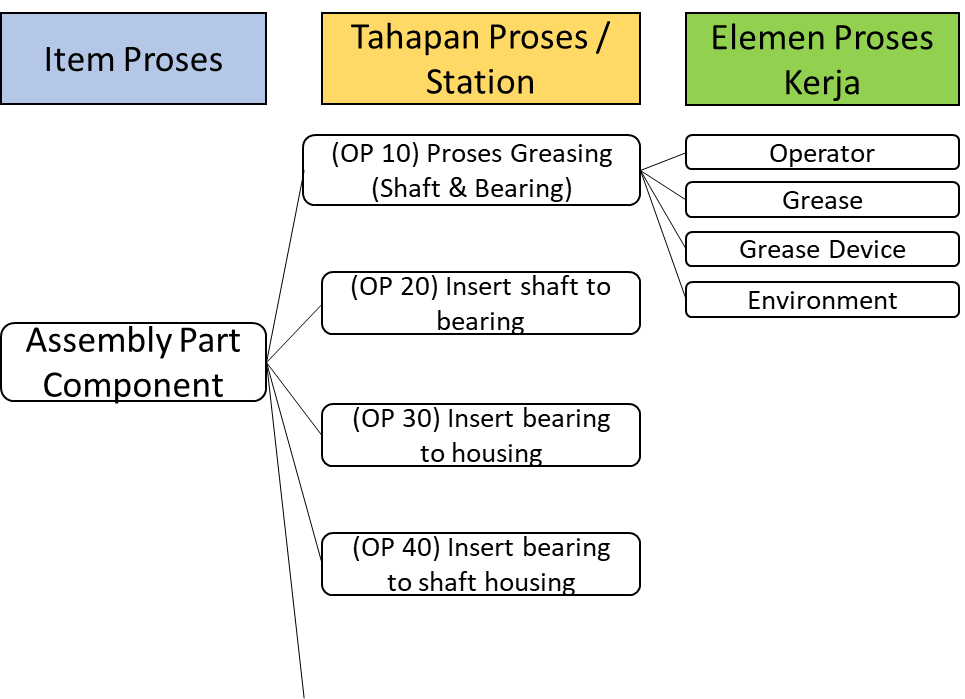 Item Proses
Tahapan Proses /
Station
Elemen Proses
Kerja
(OP 10) Proses Greasing
(Shaft & Bearing)
Operator
Grease
Grease Device
Environment
(OP 20) Insert shaft to
bearing
Assembly Part
Component
(OP 30) Insert bearing
to housing
(OP 40) Insert bearing
to shaft housing